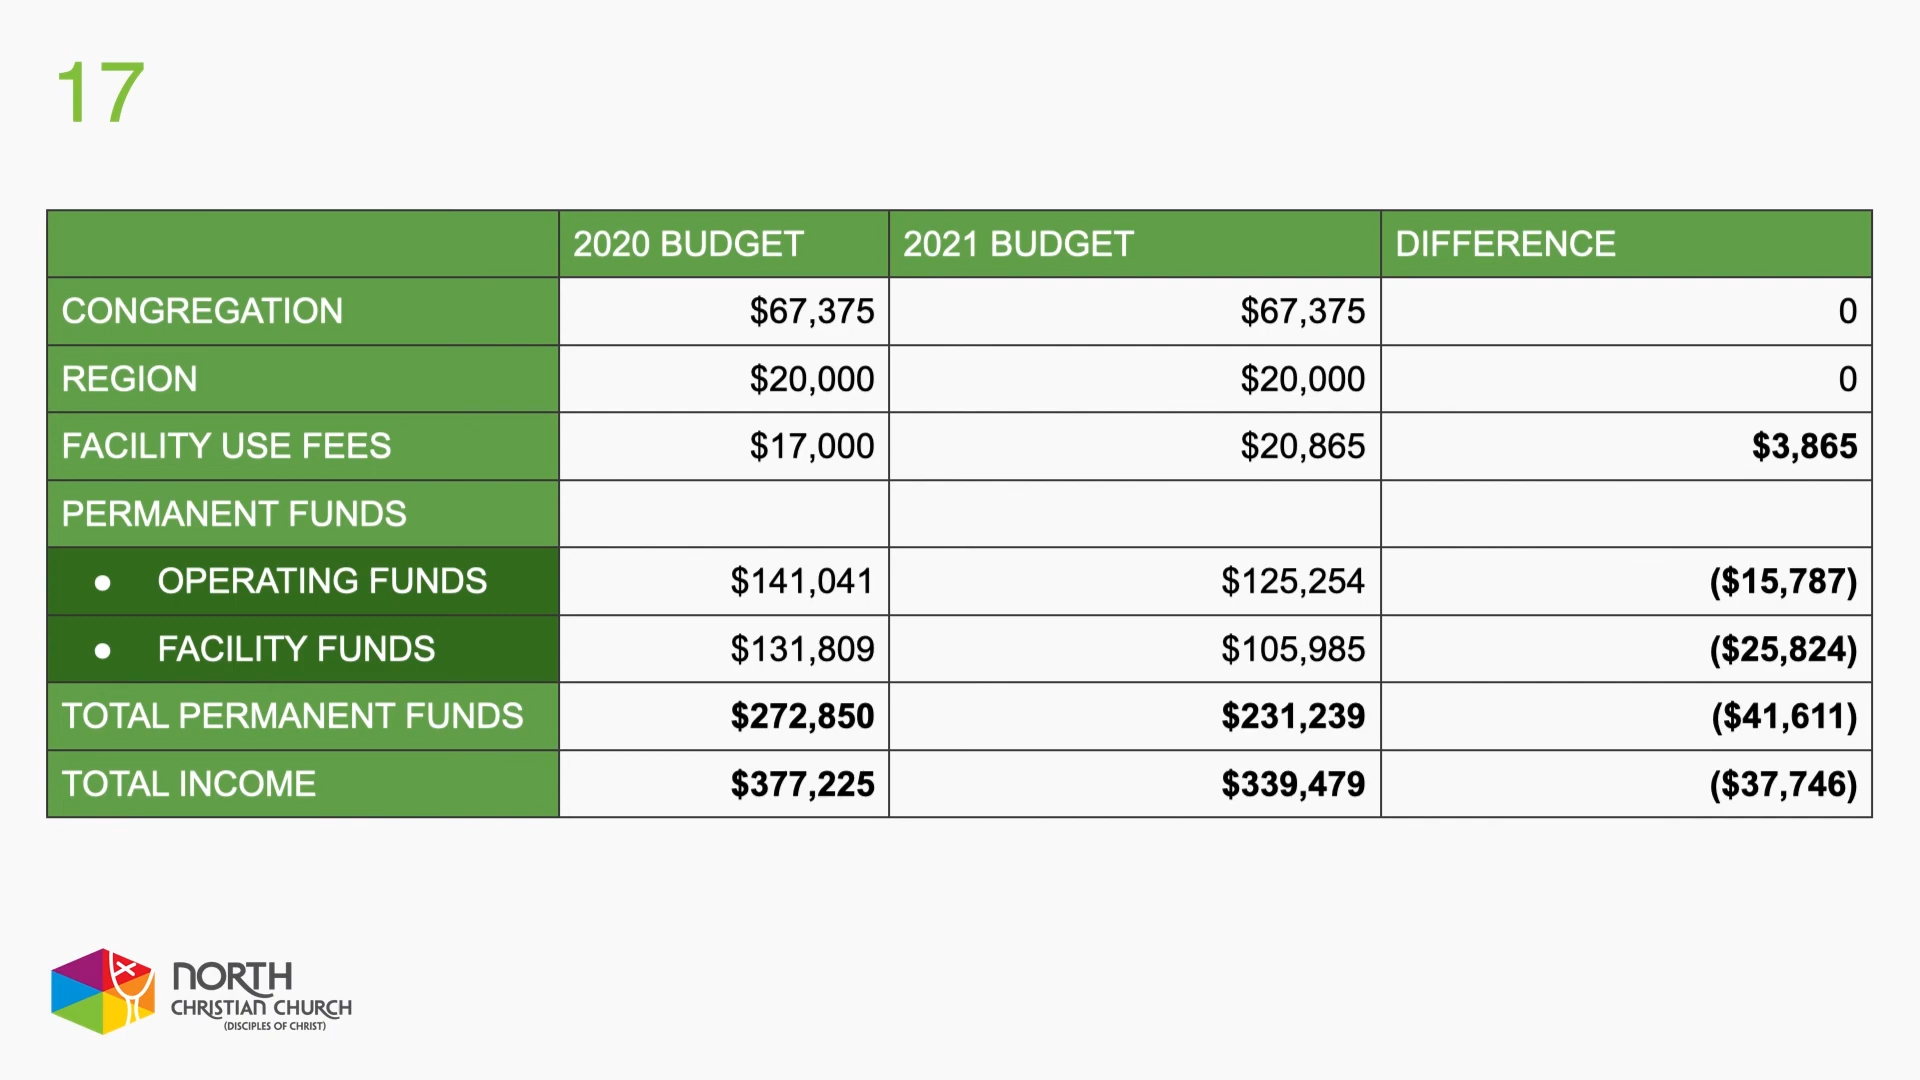 17
2020 BUDGET 2021 BUDGET DIFFERENCE
CONGREGATION $67,375 $67,375 0
REGION $20,000 $20,000 0
FACILITY USE FEES $17,000 $20,865 $3,865
PERMANENT FUNDS
● OPERATING FUNDS $141,041 $125,254 ($15,787)
● FACILITY FUNDS $131,809 $105,985 ($25,824)
TOTAL PERMANENT FUNDS $272,850 $231,239 ($41,611)
TOTAL INCOME $377,225 $339,479 ($37,746)
NORTH
CHRISTIAN CHURCH
(DISCIPLES OF CHRIST)